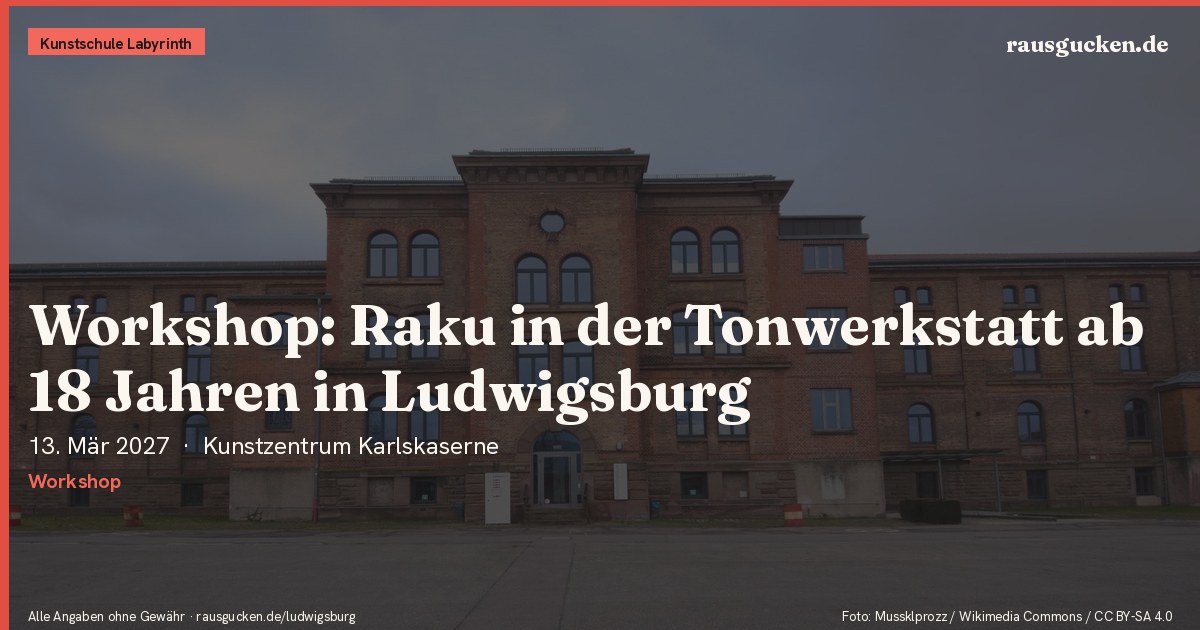 Kunstschule Labyrinth
rausgucken.de
Workshop: Raku in der Tonwerkstatt ab
18 Jahren in Ludwigsburg
13. Mär 2027 · Kunstzentrum Karlskaserne
Workshop
Alle Angaben ohne Gewähr · rausgucken.de/ludwigsburg
Foto: Mussklprozz / Wikimedia Commons / CC BY-SA 4.0